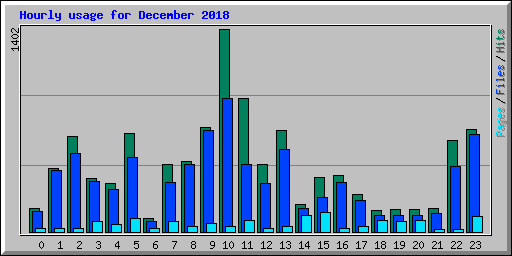 Hourly usage for December 2018
1402
Pages/Files/Hits
0 1 2 3 4 5 6 7 8 9 10 11 12 13 14 15 16 17 18 19 20 21 22 23